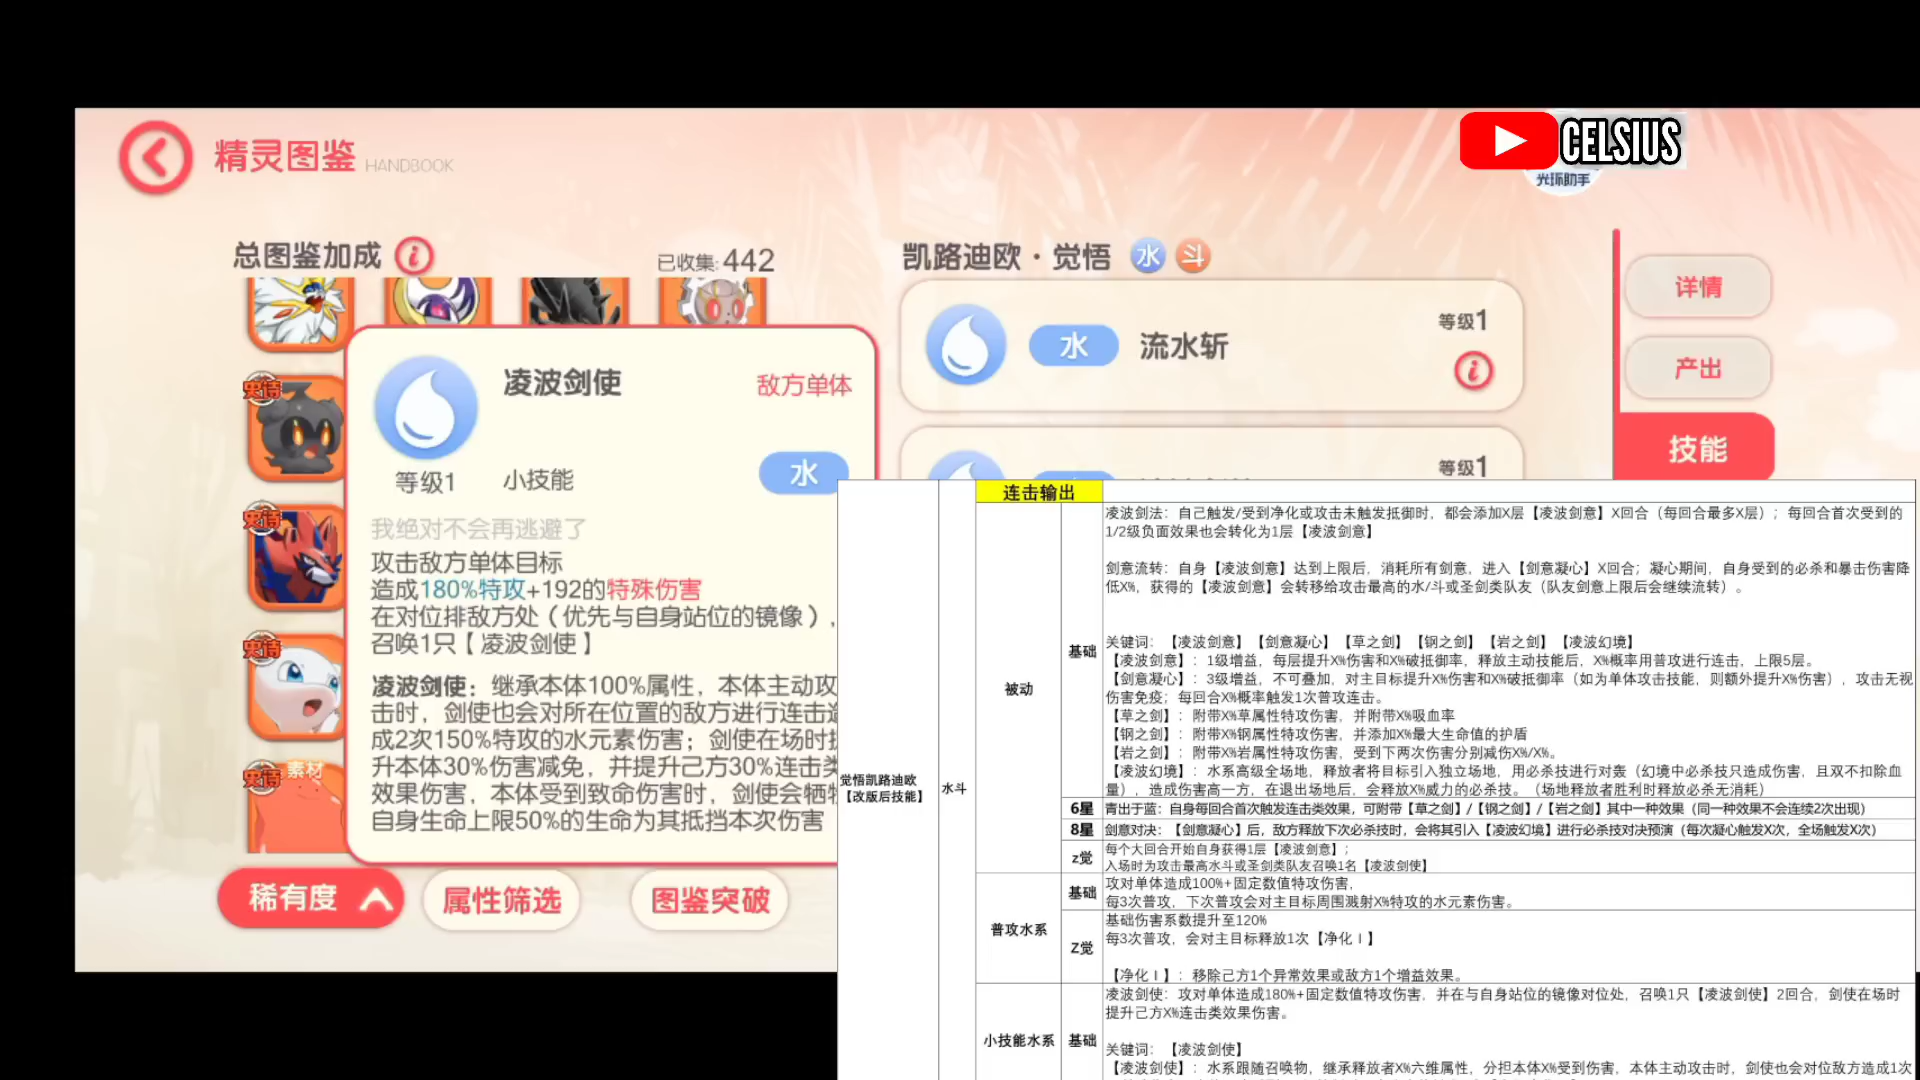 精灵图鉴 HANDBOOK
CELSIUS
光环助手
总图鉴加成
已收集:442
史诗
史诗
史诗
史诗 素材
稀有度
属性筛选
图鉴突破
凌波剑使
敌方单体
等级1
小技能
水
我绝对不会再逃避了
攻击敌方单体目标
造成180%特攻+192的特殊伤害
在对位排敌方处（优先与自身站位的镜像），
召唤1只【凌波剑使】
凌波剑使：继承本体100%属性，本体主动攻
击时，剑使也会对所在位置的敌方进行连击造
成2次150%特攻的水元素伤害；剑使在场时提
升本体30%伤害减免，并提升己方30%连击类
效果伤害，本体受到致命伤害时，剑使会牺牲
自身生命上限50%的生命为其抵挡本次伤害
凯路迪欧·觉悟 水 斗
水
流水斩
等级1
等级1
详情
产出
技能
连击输出
觉悟凯路迪欧
【改版后技能】
水斗
被动
基础
凌波剑法：自己触发/受到净化或攻击未触发抵御时，都会添加X层【凌波剑意】X回合（每回合最多X层）；每回合首次受到的
1/2级负面效果也会转化为1层【凌波剑意】
剑意流转：自身【凌波剑意】达到上限后，消耗所有剑意，进入【剑意凝心】X回合；凝心期间，自身受到的必杀和暴击伤害降
低X%，获得的【凌波剑意】会转移给攻击最高的水/斗或圣剑类队友（队友剑意上限后会继续流转）。
关键词：【凌波剑意】【剑意凝心】【草之剑】【钢之剑】【岩之剑】【凌波幻境】
【凌波剑意】：1级增益，每层提升X%伤害和X%破抵御率，释放主动技能后，X%概率用普攻进行连击，上限5层。
【剑意凝心】：3级增益，不可叠加，对主目标提升X%伤害和X%破抵御率（如为单体攻击技能，则额外提升X%伤害），攻击无视
伤害免疫；每回合X%概率触发1次普攻连击。
【草之剑】：附带X%草属性特攻伤害，并附带X%吸血率
【钢之剑】：附带X%钢属性特攻伤害，并添加X%最大生命值的护盾
【岩之剑】：附带X%岩属性特攻伤害，受到下两次伤害分别减伤X%/X%。
【凌波幻境】：水系高级全场地，释放者将目标引入独立场地，用必杀技进行对轰（幻境中必杀技只造成伤害，且双不扣除血
量），造成伤害高一方，在退出场地后，会释放X%威力的必杀技。（场地释放者胜利时释放必杀无消耗）
6星 青出于蓝：自身每回合首次触发连击类效果，可附带【草之剑】/【钢之剑】/【岩之剑】其中一种效果（同一种效果不会连续2次出现）
8星 剑意对决：【剑意凝心】后，敌方释放下次必杀技时，会将其引入【凌波幻境】进行必杀技对决预演（每次凝心触发X次，全场触发X次）
z觉
每个大回合开始自身获得1层【凌波剑意】；
入场时为攻击最高水斗或圣剑类队友召唤1名【凌波剑使】
普攻水系
基础
攻对单体造成100%+固定数值特攻伤害，
每3次普攻，下次普攻会对主目标周围溅射X%特攻的水元素伤害。
Z觉
基础伤害系数提升至120%
每3次普攻，会对主目标释放1次【净化Ⅰ】
【净化Ⅰ】：移除己方1个异常效果或敌方1个增益效果。
小技能水系
基础
凌波剑使：攻对单体造成180%+固定数值特攻伤害，并在与自身站位的镜像对位处，召唤1只【凌波剑使】2回合，剑使在场时
提升己方X%连击类效果伤害。
关键词：【凌波剑使】
【凌波剑使】：水系跟随召唤物，继承释放者X%六维属性，分担本体X%受到伤害，本体主动攻击时，剑使也会对位敌方造成1次